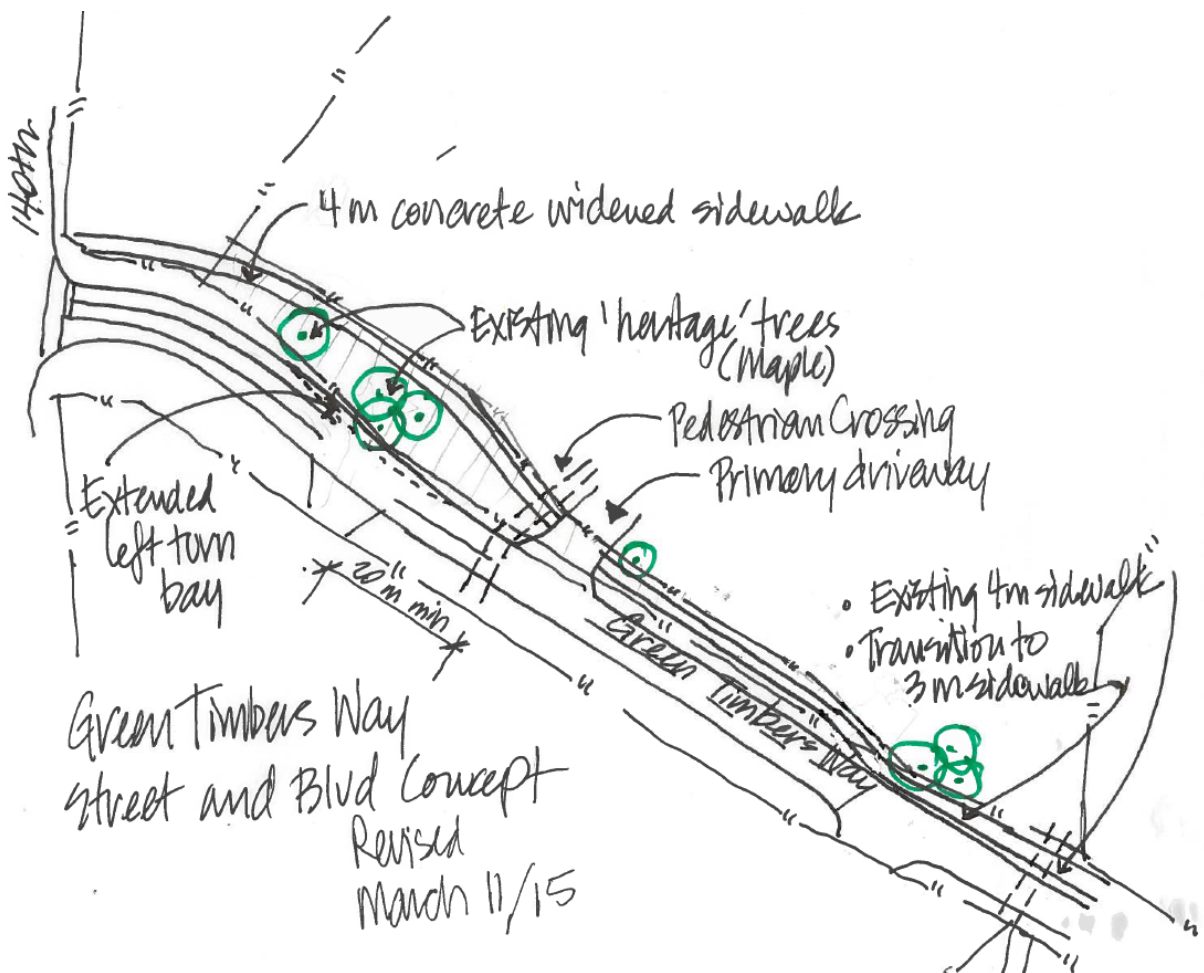 140th
4m concrete widened sidewalk
Existing 'heritage' trees
(Maple)
Pedestrian Crossing
Primary driveway
Extended
left turn
bay
20 m min
• Existing 4m sidewalk
• Transition to
3m sidewalk
Green Timbers Way
Green Timbers Way
Street and Blvd Concept
Revised
March 11/15